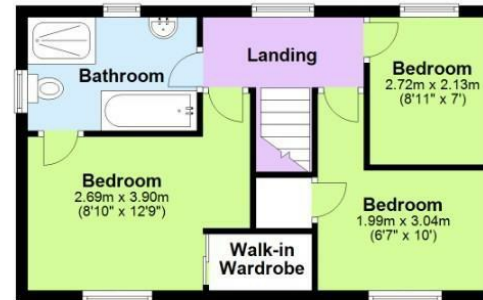 Bathroom
Landing
Bedroom
2.72m x 2.13m
(8'11" x 7')
Bedroom
2.69m x 3.90m
(8'10" x 12'9")
Bedroom
1.99m x 3.04m
(6'7" x 10')
Walk-in
Wardrobe